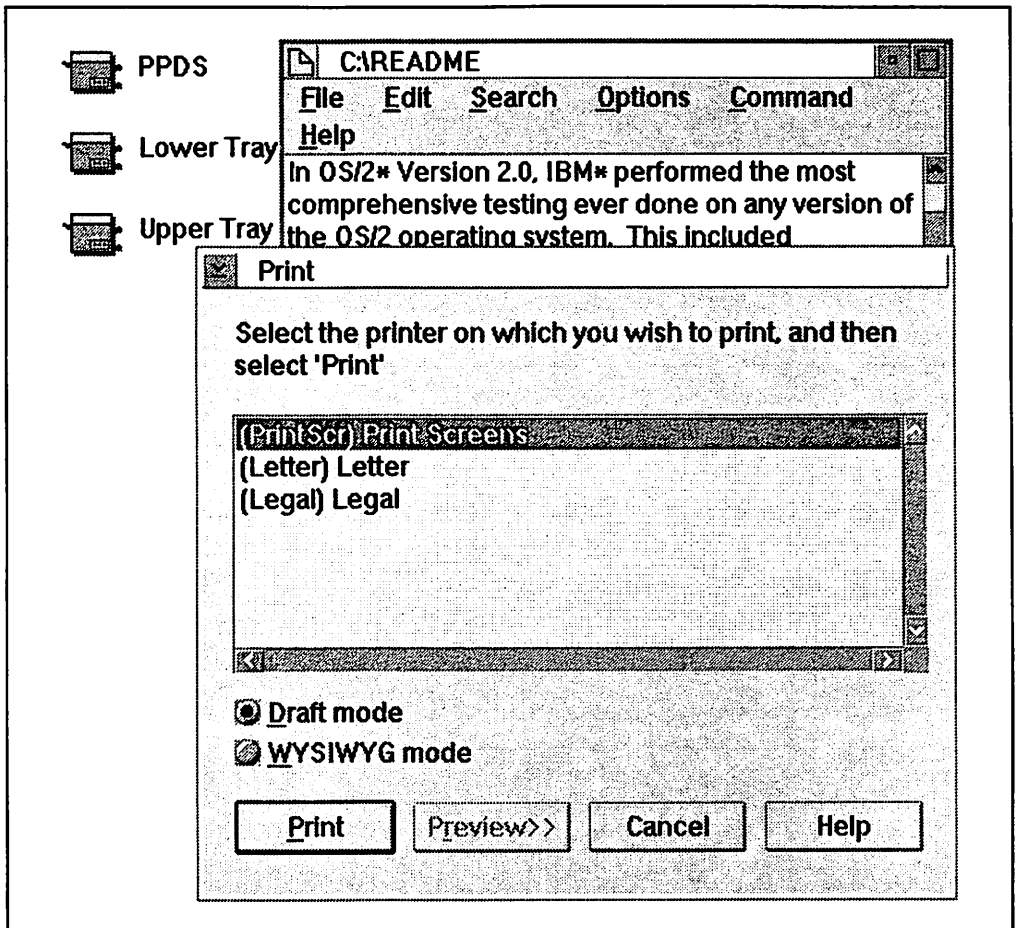 PPDS
Lower Tray
Upper Tray
C:\README
File Edit Search Options Command
Help
In OS/2* Version 2.0, IBM* performed the most
comprehensive testing ever done on any version of
the OS/2 operating system. This included
Print
Select the printer on which you wish to print, and then
select 'Print'
(PrintScr) Print Screens
(Letter) Letter
(Legal) Legal
Draft mode
WYSIWYG mode
Print Preview>> Cancel Help